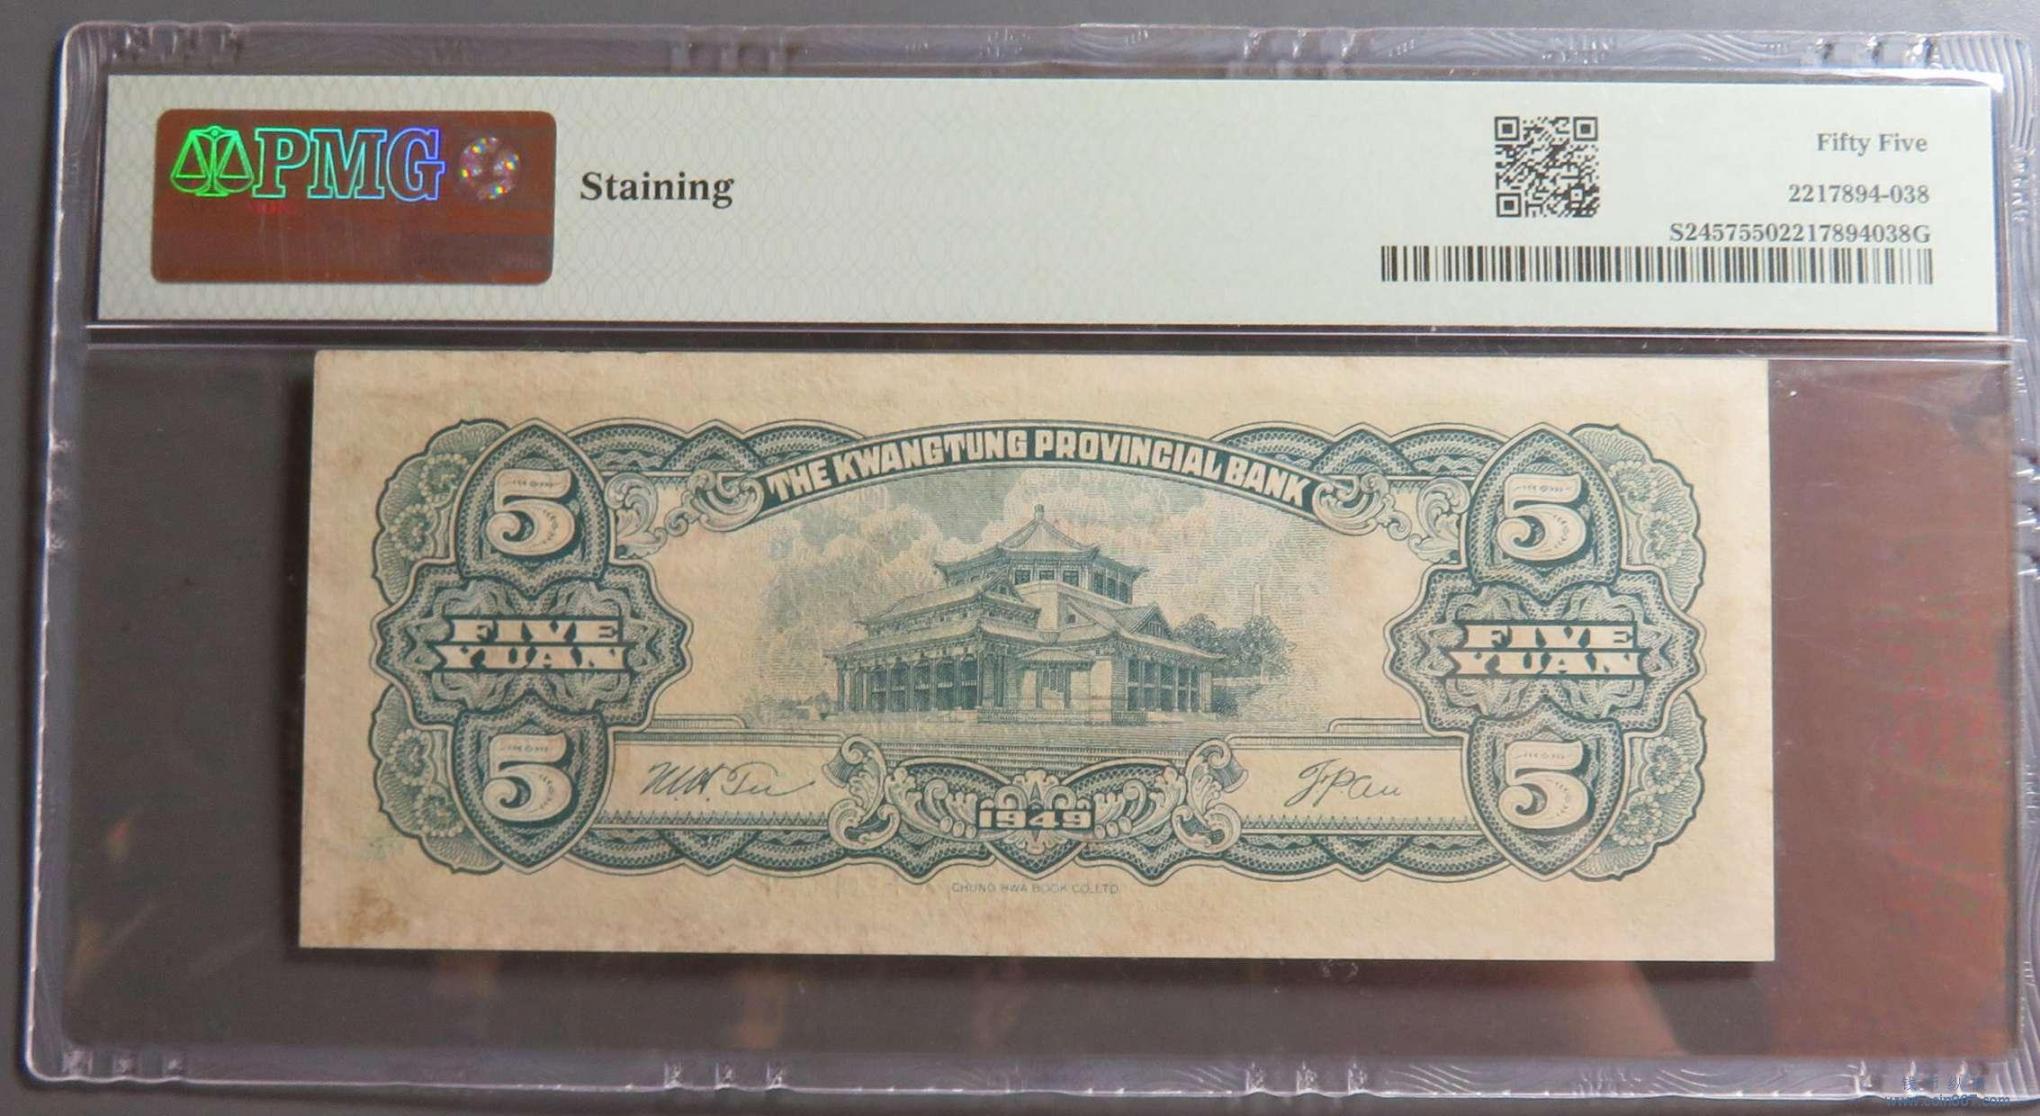 PMG
Staining
Fifty Five
2217894-038
S24575502217894038G
THE KWANGTUNG PROVINCIAL BANK
5
5
FIVE
YUAN
FIVE
YUAN
5
5
1949
CHUNG HWA BOOK CO.,LTD.